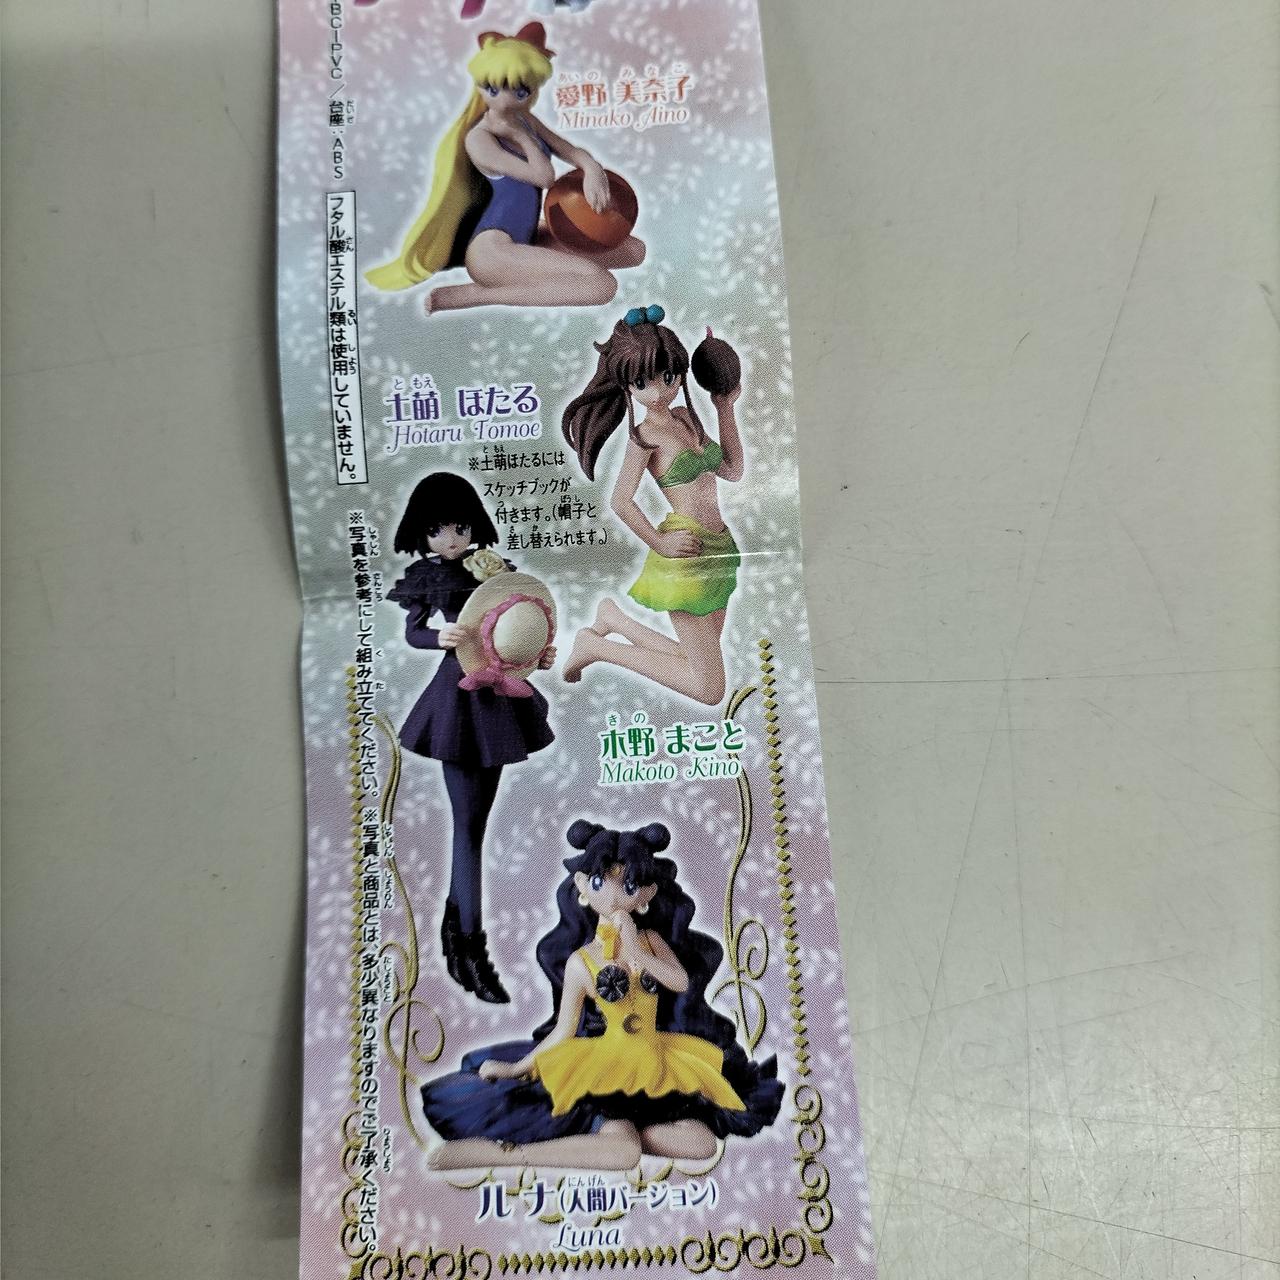 BC-PVC/台座:ABS
フタル酸エステル類は使用していません。
※写真を参考にして組み立ててください。
※写真と商品とは、多少異なりますのでご了承ください。
愛野 美奈子
Minako Aino
土萠 ほたる
Hotaru Tomoe
※土萠ほたるには
スケッチブックが
付きます。(帽子と
差し替えられます。)
木野 まこと
Makoto Kino
ルナ(人間バージョン)
Luna